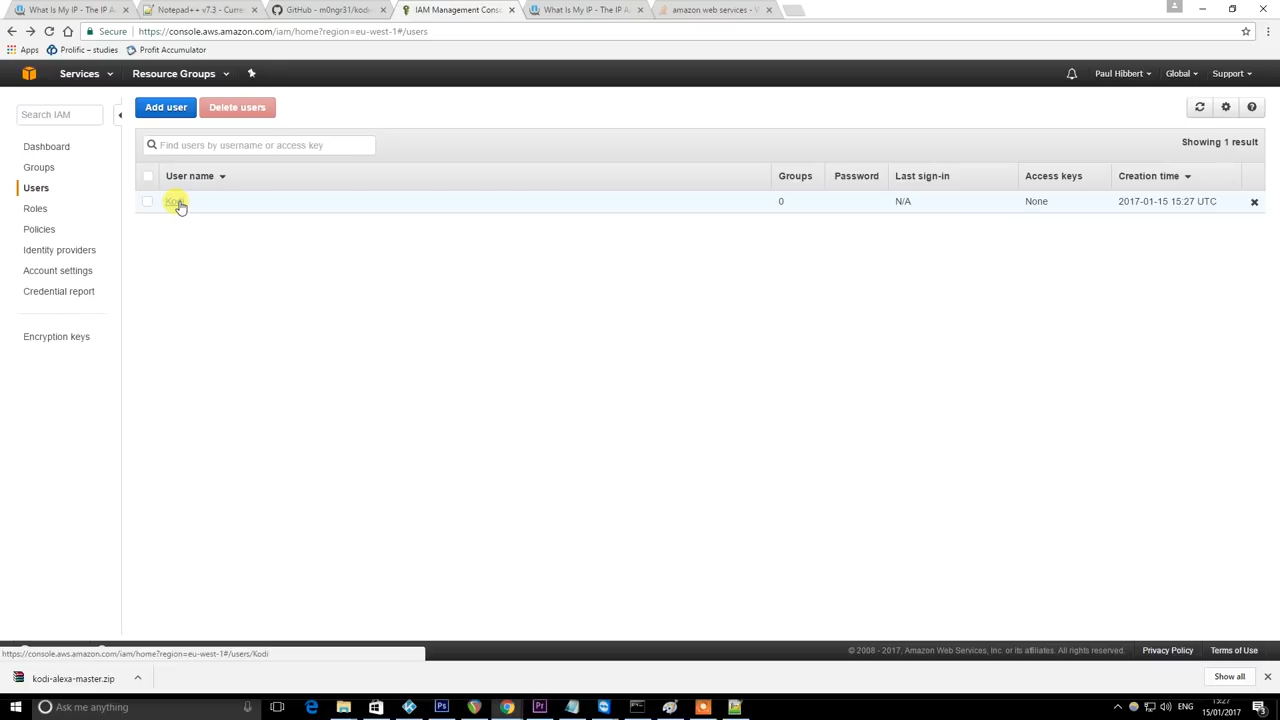 What Is My IP - The IP A
Notepad++ v7.3 - Curre
GitHub - m0ngr31/kodi-
IAM Management Cons
What Is My IP - The IP A
amazon web services - V
Secure
https://console.aws.amazon.com/iam/home?region=eu-west-1#/users
Apps
Prolific – studies
Profit Accumulator
Services
Resource Groups
Paul Hibbert
Global
Support
Search IAM
Add user
Delete users
Find users by username or access key
Showing 1 result
Dashboard
Groups
Users
Roles
Policies
Identity providers
Account settings
Credential report
Encryption keys
User name
Groups
Password
Last sign-in
Access keys
Creation time
Kodi
0
N/A
None
2017-01-15 15:27 UTC
https://console.aws.amazon.com/iam/home?region=eu-west-1#/users/Kodi
© 2008 - 2017, Amazon Web Services, Inc. or its affiliates. All rights reserved.
Privacy Policy
Terms of Use
kodi-alexa-master.zip
Show all
Ask me anything
ENG
15:27
15/01/2017